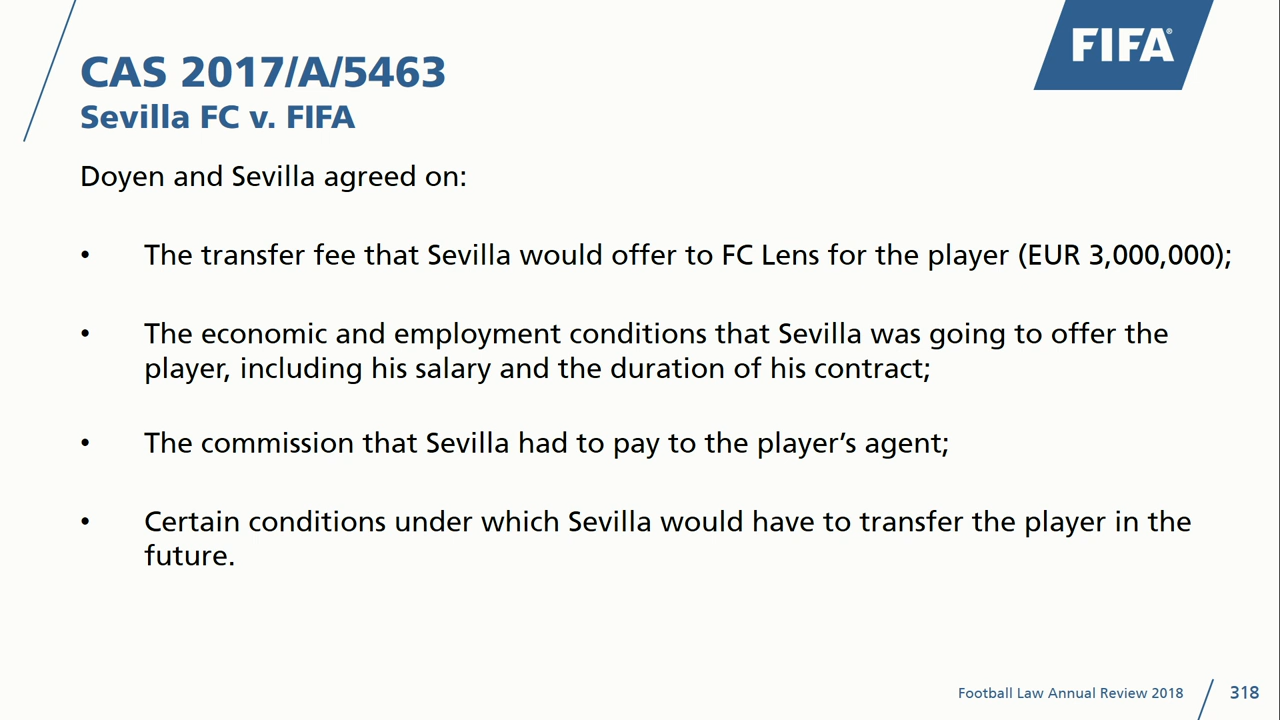 FIFA®
CAS 2017/A/5463
Sevilla FC v. FIFA
Doyen and Sevilla agreed on:
• The transfer fee that Sevilla would offer to FC Lens for the player (EUR 3,000,000);
• The economic and employment conditions that Sevilla was going to offer the
player, including his salary and the duration of his contract;
• The commission that Sevilla had to pay to the player’s agent;
• Certain conditions under which Sevilla would have to transfer the player in the
future.
Football Law Annual Review 2018 318